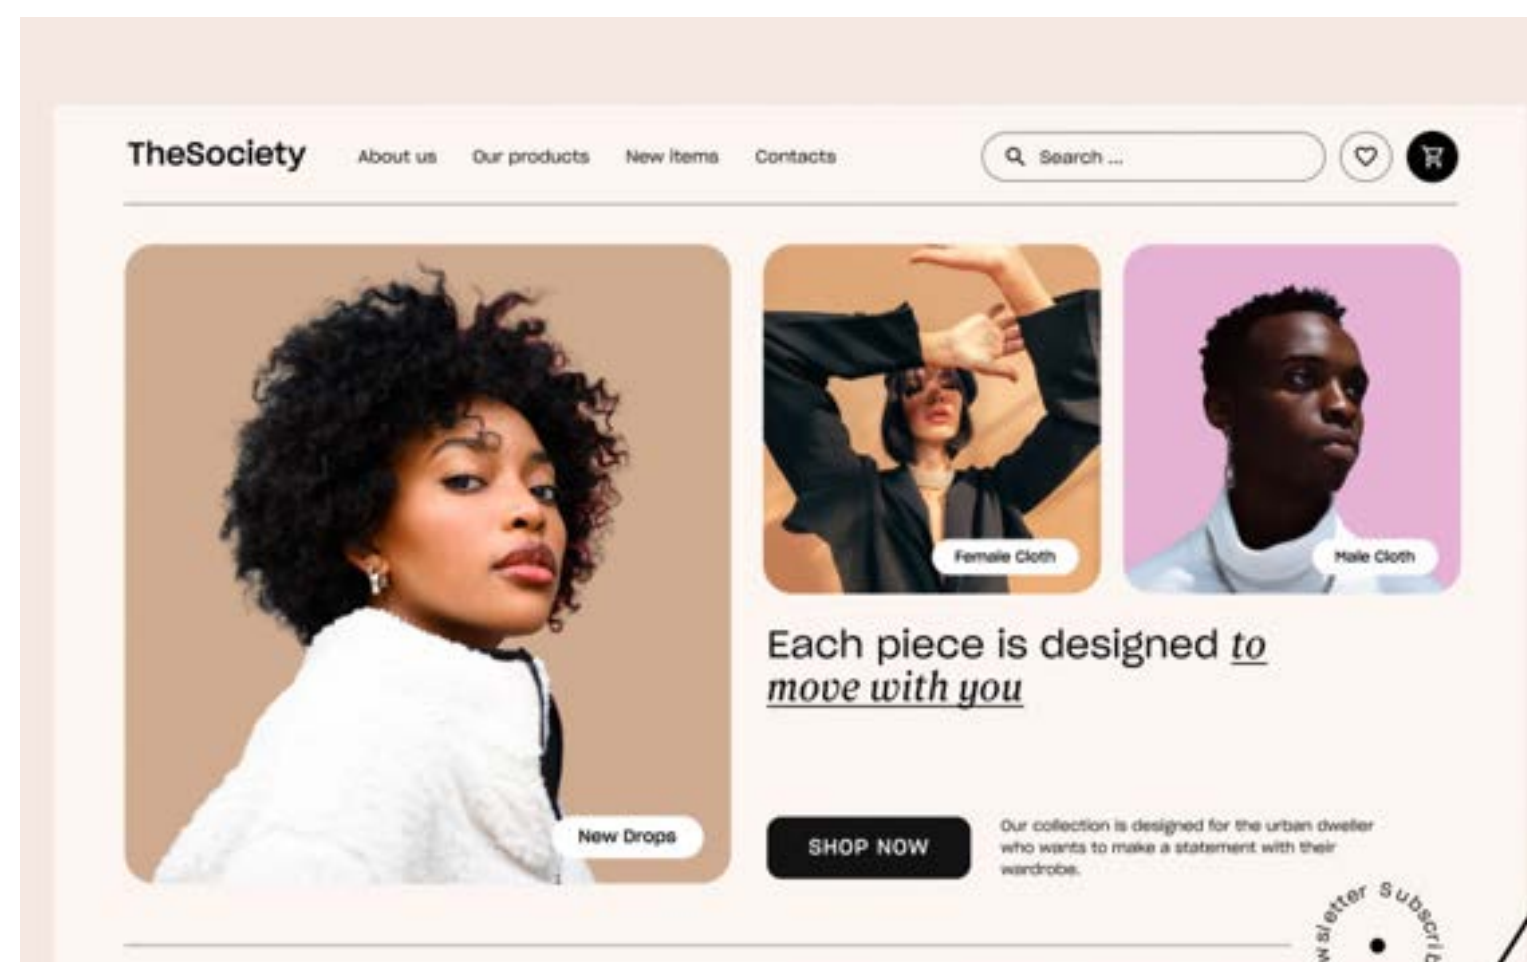 TheSociety
About us
Our products
New items
Contacts
Search ...
Female Cloth
Male Cloth
Each piece is designed to
move with you
New Drops
SHOP NOW
Our collection is designed for the urban dweller
who wants to make a statement with their
wardrobe.
wsletter Subscrib